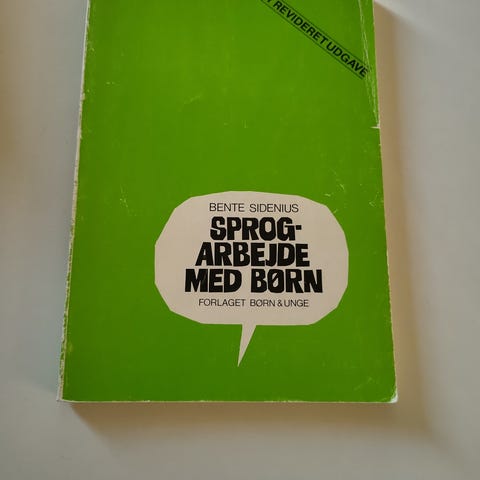 REVIDERET UDGAVE
BENTE SIDENIUS
SPROG-
ARBEJDE
MED BØRN
FORLAGET BØRN & UNGE